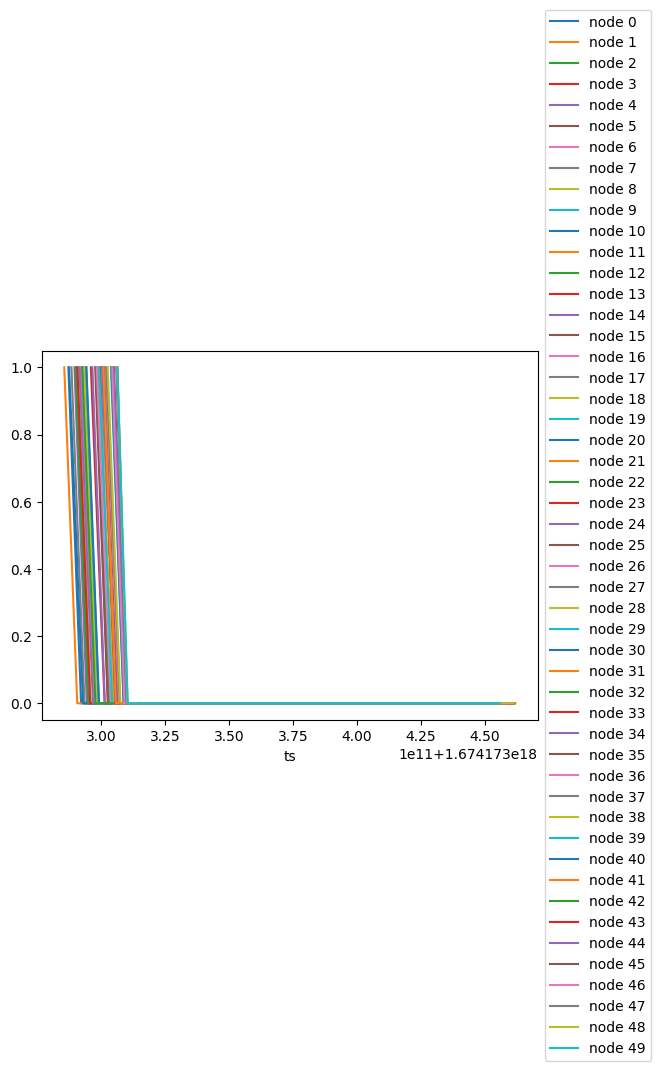 node 0
node 1
node 2
node 3
node 4
node 5
node 6
node 7
node 8
node 9
node 10
node 11
node 12
node 13
node 14
node 15
node 16
node 17
node 18
node 19
node 20
node 21
node 22
node 23
node 24
node 25
node 26
node 27
node 28
node 29
node 30
node 31
node 32
node 33
node 34
node 35
node 36
node 37
node 38
node 39
node 40
node 41
node 42
node 43
node 44
node 45
node 46
node 47
node 48
node 49
1.0
0.8
0.6
0.4
0.2
0.0
3.00 3.25 3.50 3.75 4.00 4.25 4.50
1e11+1.674173e18
ts